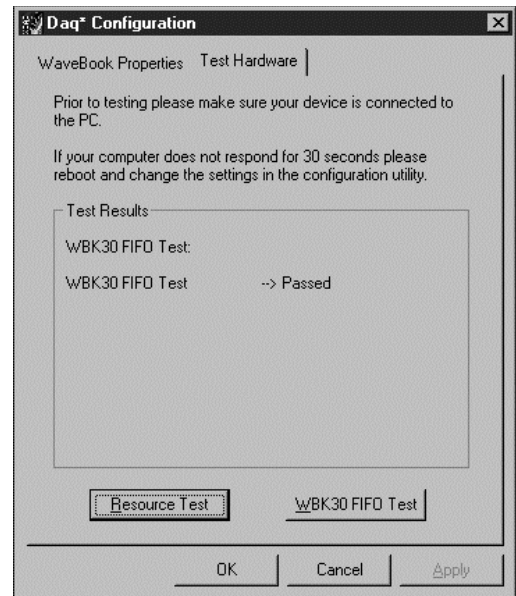 Daq* Configuration
WaveBook Properties Test Hardware
Prior to testing please make sure your device is connected to
the PC.
If your computer does not respond for 30 seconds please
reboot and change the settings in the configuration utility.
Test Results
WBK30 FIFO Test:
WBK30 FIFO Test --> Passed
Resource Test WBK30 FIFO Test
OK Cancel Apply